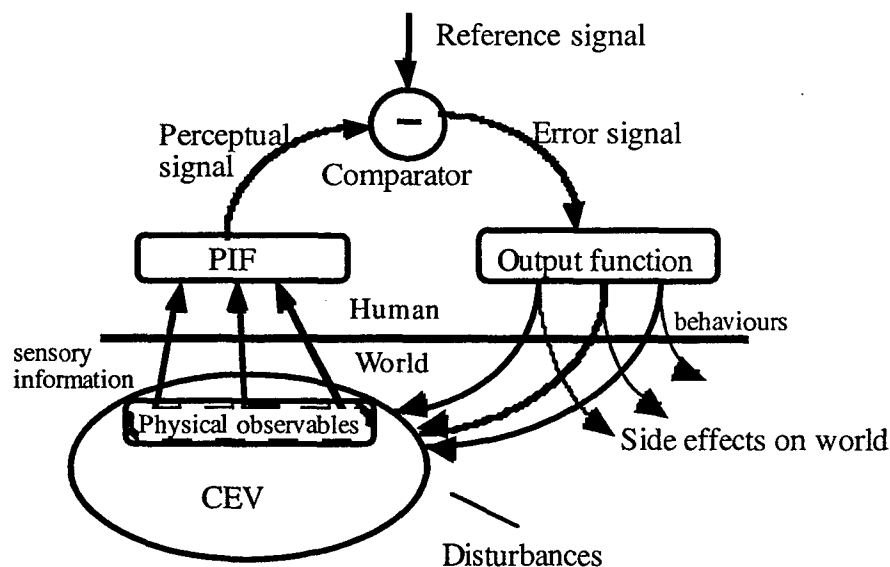 Reference signal
Perceptual
signal
−
Error signal
Comparator
PIF
Output function
Human
behaviours
sensory
information
World
Physical observables
Side effects on world
CEV
Disturbances